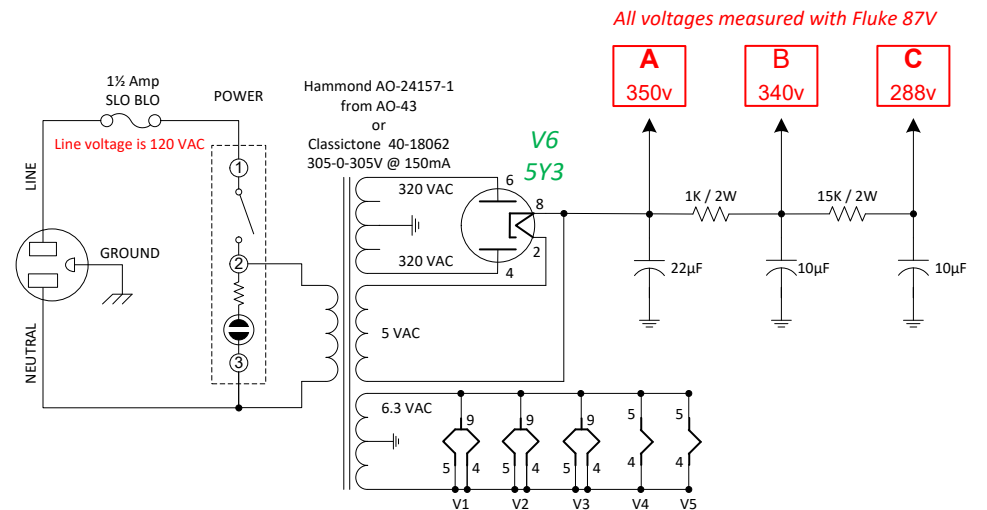 All voltages measured with Fluke 87V
A
350v
B
340v
C
288v
1½ Amp
SLO BLO
POWER
Line voltage is 120 VAC
Hammond AO-24157-1
from AO-43
or
Classictone 40-18062
305-0-305V @ 150mA
V6
5Y3
LINE
NEUTRAL
GROUND
1
2
3
320 VAC
320 VAC
6
8
2
4
5 VAC
6.3 VAC
1K / 2W
15K / 2W
22µF
10µF
10µF
9
5
4
V1
9
5
4
V2
9
5
4
V3
5
4
V4
5
4
V5